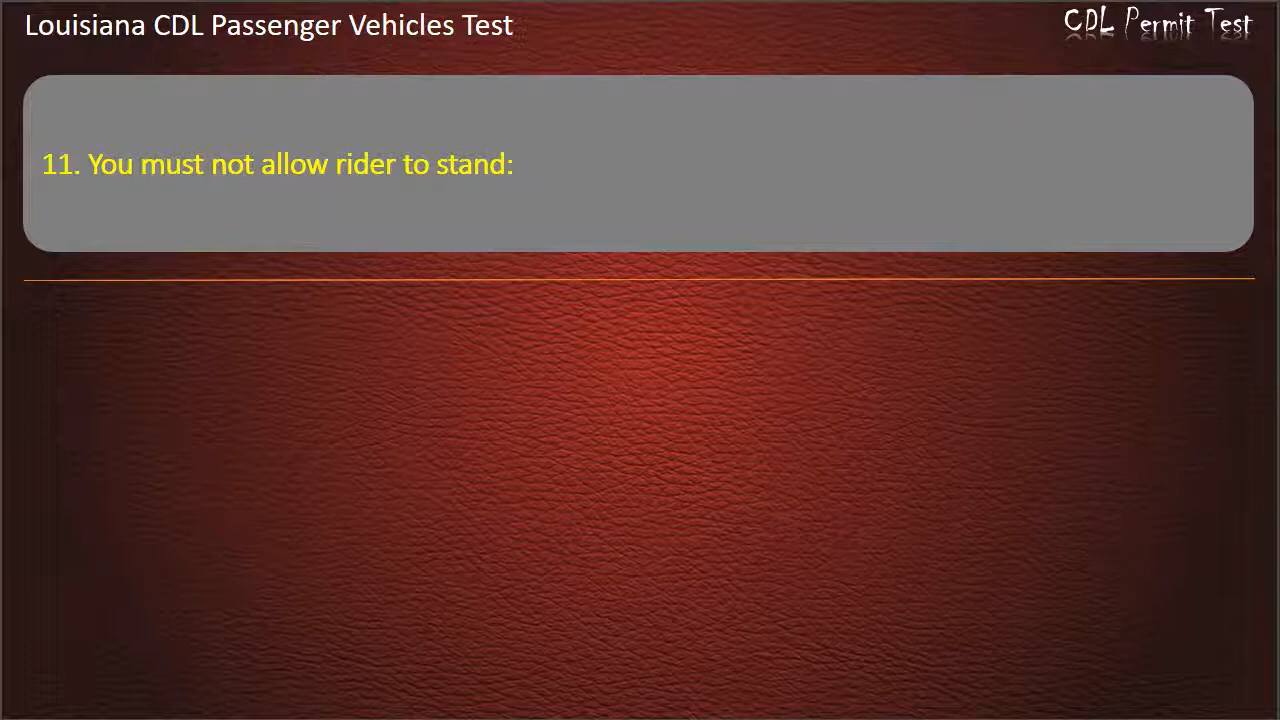 Louisiana CDL Passenger Vehicles Test
CDL Permit Test
11. You must not allow rider to stand: